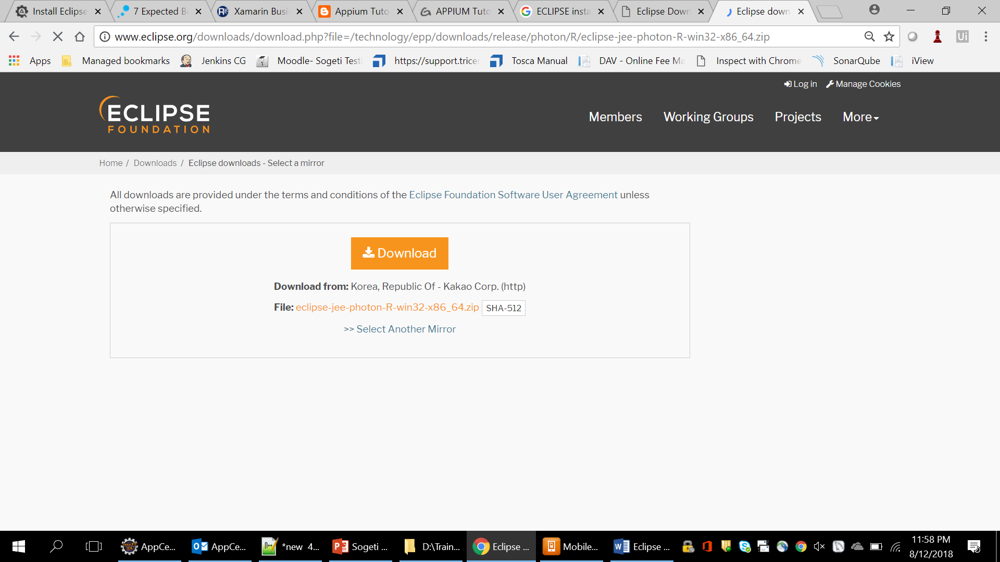 Install Eclipse
7 Expected B
Xamarin Busi
Appium Tuto
APPIUM Tuto
ECLIPSE insta
Eclipse Down
Eclipse down
www.eclipse.org/downloads/download.php?file=/technology/epp/downloads/release/photon/R/eclipse-jee-photon-R-win32-x86_64.zip
Ui
Apps
Managed bookmarks
Jenkins CG
Moodle- Sogeti Testi
https://support.tricen
Tosca Manual
DAV - Online Fee Ma
Inspect with Chrome
SonarQube
iView
Log in
Manage Cookies
ECLIPSE
FOUNDATION
Members
Working Groups
Projects
More
Home / Downloads / Eclipse downloads - Select a mirror
All downloads are provided under the terms and conditions of the Eclipse Foundation Software User Agreement unless
otherwise specified.
Download
Download from: Korea, Republic Of - Kakao Corp. (http)
File: eclipse-jee-photon-R-win32-x86_64.zip SHA-512
>> Select Another Mirror
AppCe...
AppCe...
*new 4...
Sogeti ...
D:\Train...
Eclipse ...
Mobile...
Eclipse ...
11:58 PM
8/12/2018